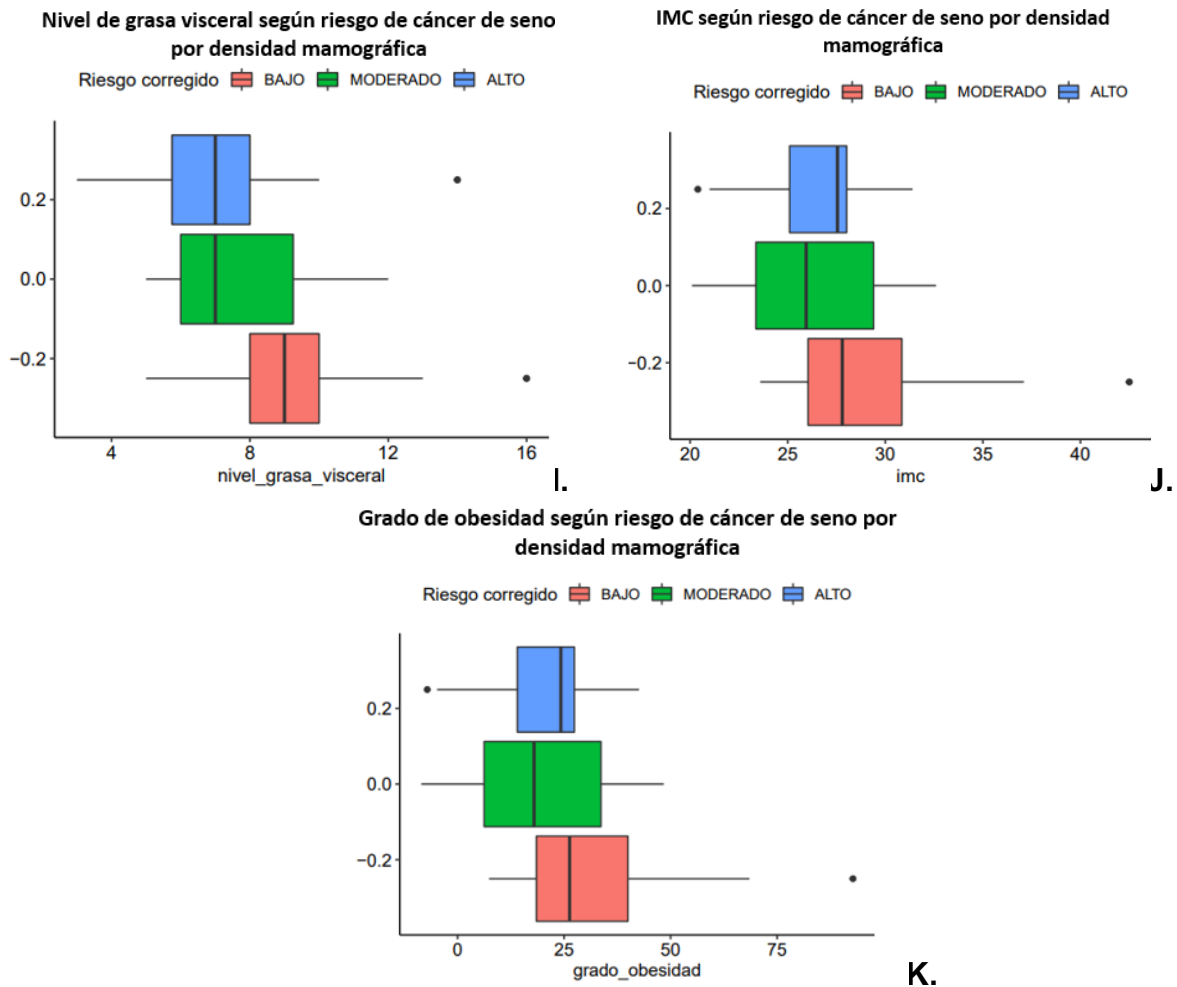 Nivel de grasa visceral según riesgo de cáncer de seno
por densidad mamográfica
Riesgo corregido BAJO MODERADO ALTO
0.2
0.0
−0.2
4 8 12 16
nivel_grasa_visceral
I.
IMC según riesgo de cáncer de seno por densidad
mamográfica
Riesgo corregido BAJO MODERADO ALTO
0.2
0.0
−0.2
20 25 30 35 40
imc
J.
Grado de obesidad según riesgo de cáncer de seno por
densidad mamográfica
Riesgo corregido BAJO MODERADO ALTO
0.2
0.0
−0.2
0 25 50 75
grado_obesidad
K.